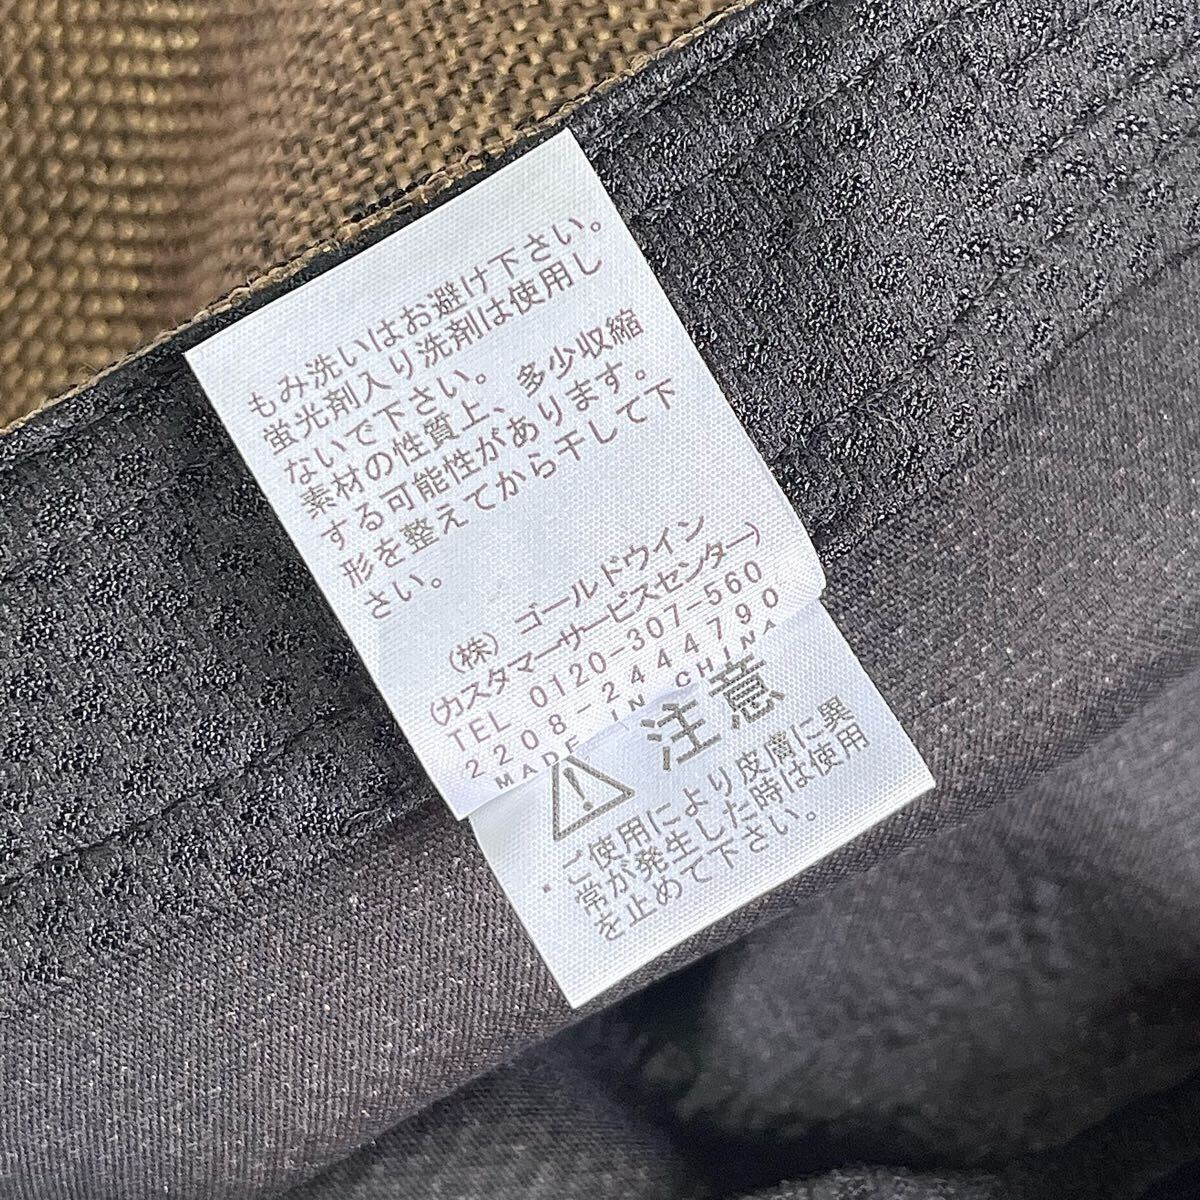 もみ洗いはお避け下さい。
蛍光剤入り洗剤は使用し
ないで下さい。
素材の性質上、多少収縮
する可能性があります。
形を整えてから干して下
さい。
(株) ゴールドウイン
(カスタマーサービスセンター)
TEL 0120-307-560
2208-2444790
MADE IN CHINA
注意
・ご使用により皮膚に異
常が発生した時は使用
を止めて下さい。